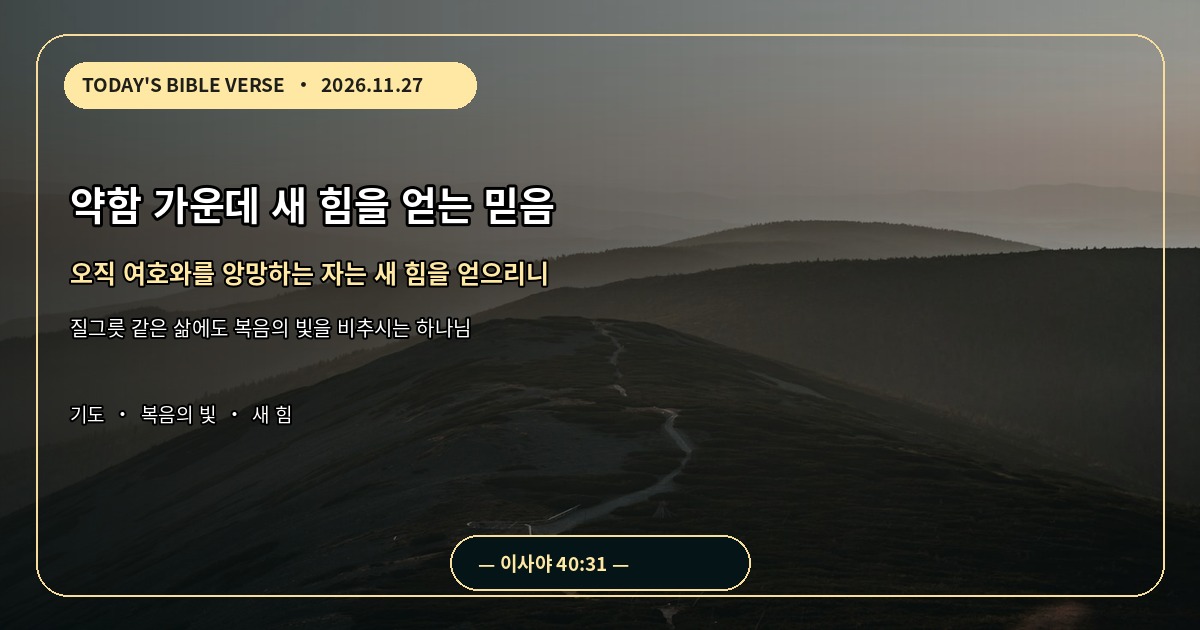 TODAY'S BIBLE VERSE • 2026.11.27
약함 가운데 새 힘을 얻는 믿음
오직 여호와를 앙망하는 자는 새 힘을 얻으리니
질그릇 같은 삶에도 복음의 빛을 비추시는 하나님
기도 • 복음의 빛 • 새 힘
— 이사야 40:31 —